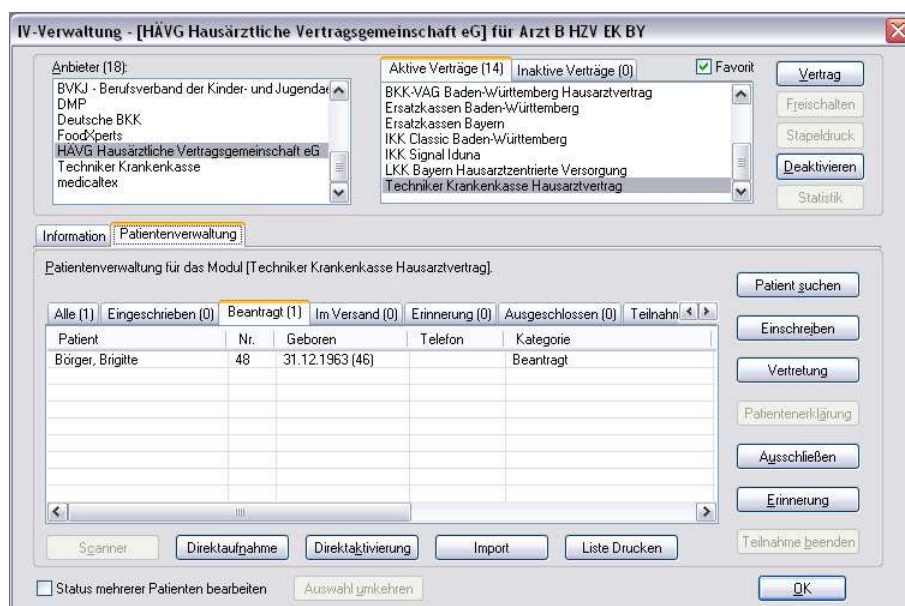 IV-Verwaltung - [HÄVG Hausärztliche Vertragsgemeinschaft eG] für Arzt B HZV EK BY
Anbieter (18):
BVKJ - Berufsverband der Kinder- und Jugendae
DMP
Deutsche BKK
FoodXperts
HÄVG Hausärztliche Vertragsgemeinschaft eG
Techniker Krankenkasse
medicaltex
Aktive Verträge (14) Inaktive Verträge (0) Favorit
BKK-VAG Baden-Württemberg Hausarztvertrag
Ersatzkassen Baden-Württemberg
Ersatzkassen Bayern
IKK Classic Baden-Württemberg
IKK Signal Iduna
LKK Bayern Hausarztzentrierte Versorgung
Techniker Krankenkasse Hausarztvertrag
Vertrag
Freischalten
Stapeldruck
Deaktivieren
Statistik
Information Patientenverwaltung
Patientenverwaltung für das Modul [Techniker Krankenkasse Hausarztvertrag].
Alle (1) Eingeschrieben (0) Beantragt (1) Im Versand (0) Erinnerung (0) Ausgeschlossen (0) Teilnahn
Patient Nr. Geboren Telefon Kategorie
Börger, Brigitte 48 31.12.1963 (46) Beantragt
Patient suchen
Einschreiben
Vertretung
Patientenerklärung
Ausschließen
Erinnerung
Teilnahme beenden
Scanner Direktaufnahme Direktaktivierung Import Liste Drucken
Status mehrerer Patienten bearbeiten Auswahl umkehren OK